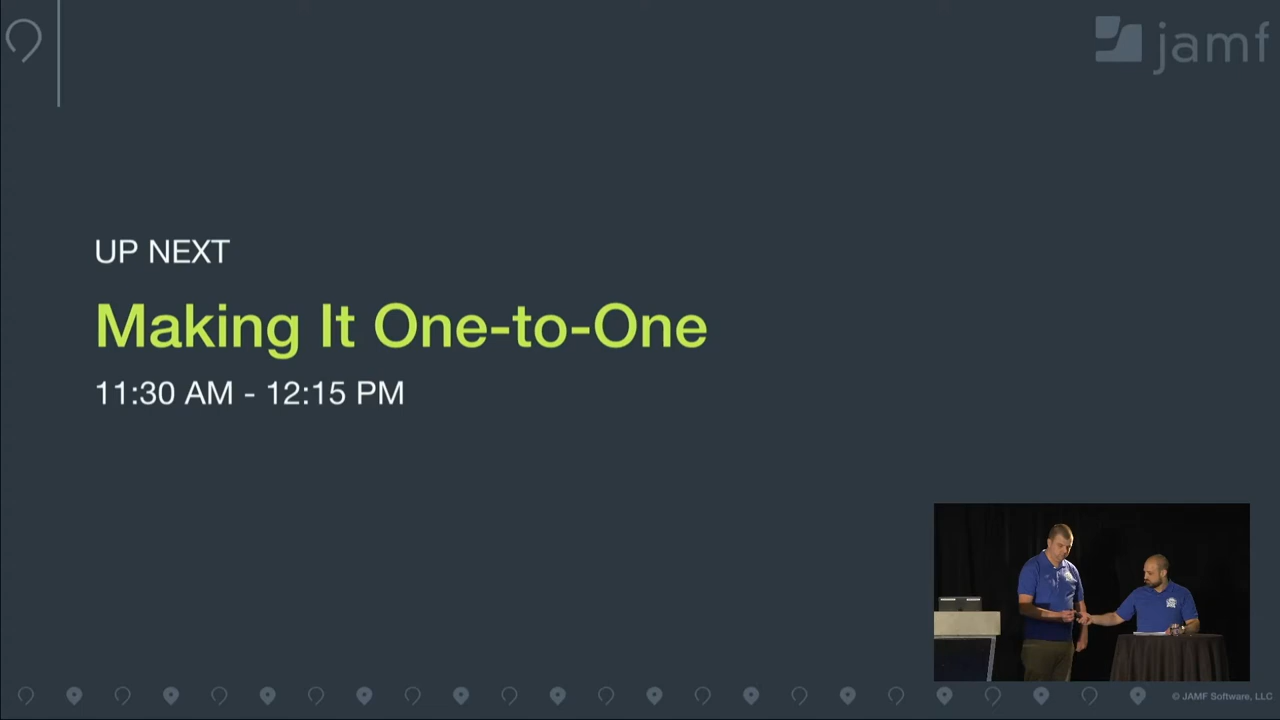 jamf
UP NEXT
Making It One-to-One
11:30 AM - 12:15 PM
© JAMF Software, LLC